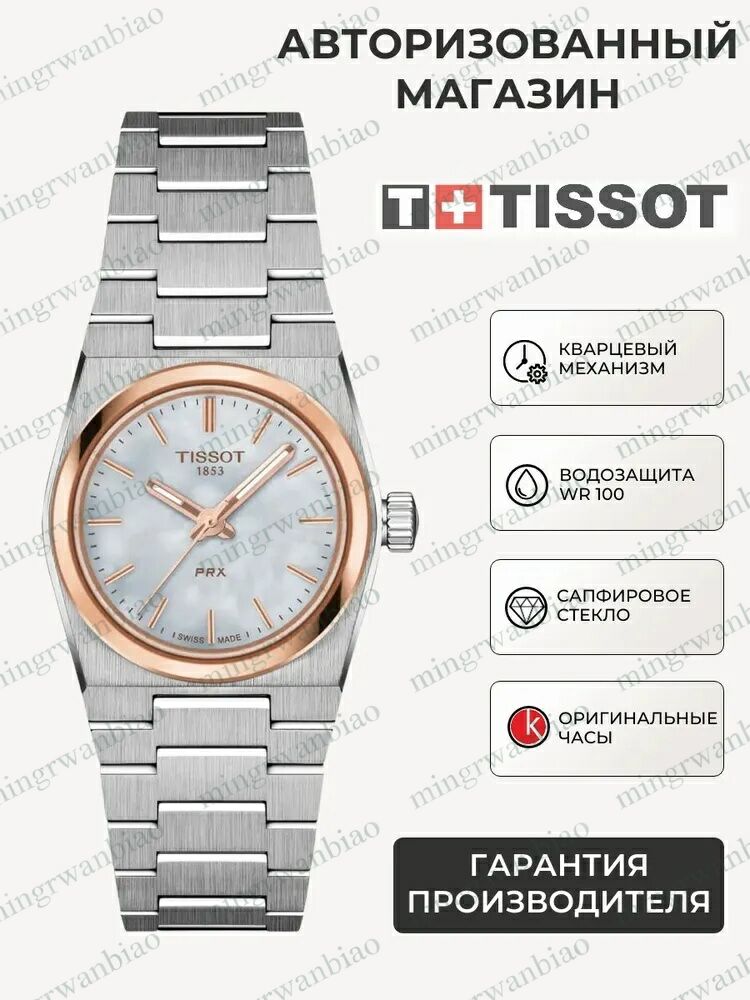 АВТОРИЗОВАННЫЙ
МАГАЗИН
T+TISSOT
КВАРЦЕВЫЙ
МЕХАНИЗМ
ВОДОЗАЩИТА
WR 100
САПФИРОВОЕ
СТЕКЛО
k
ОРИГИНАЛЬНЫЕ
ЧАСЫ
ГАРАНТИЯ
ПРОИЗВОДИТЕЛЯ
TISSOT
1853
PRX
SWISS MADE
mingrwanbiao